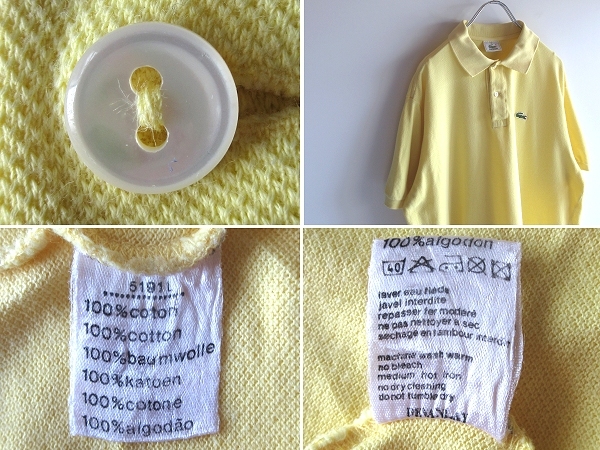 5191L
100%coton
100%cotton
100%baumwolle
100%katoen
100%cotone
100%algodão
100%algodon
40
laver eau tiede
javel interdite
repasser fer moderé
ne pas nettoyer a sec
sechage en tambour interdit
machine wash warm
no bleach
medium hot iron
no dry cleaning
do not tumble dry
DEVANLAY